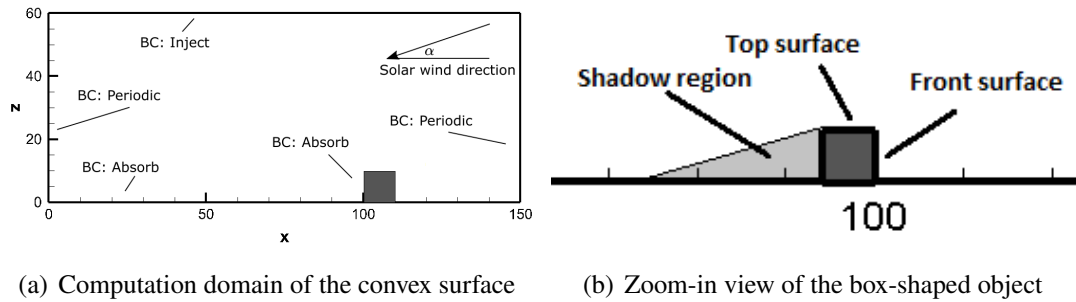 60
BC: Inject
α
Solar wind direction
40
z
BC: Periodic
BC: Periodic
20
BC: Absorb
BC: Absorb
0
0
50
100
150
x
Top surface
Shadow region
Front surface
100
(a) Computation domain of the convex surface
(b) Zoom-in view of the box-shaped object